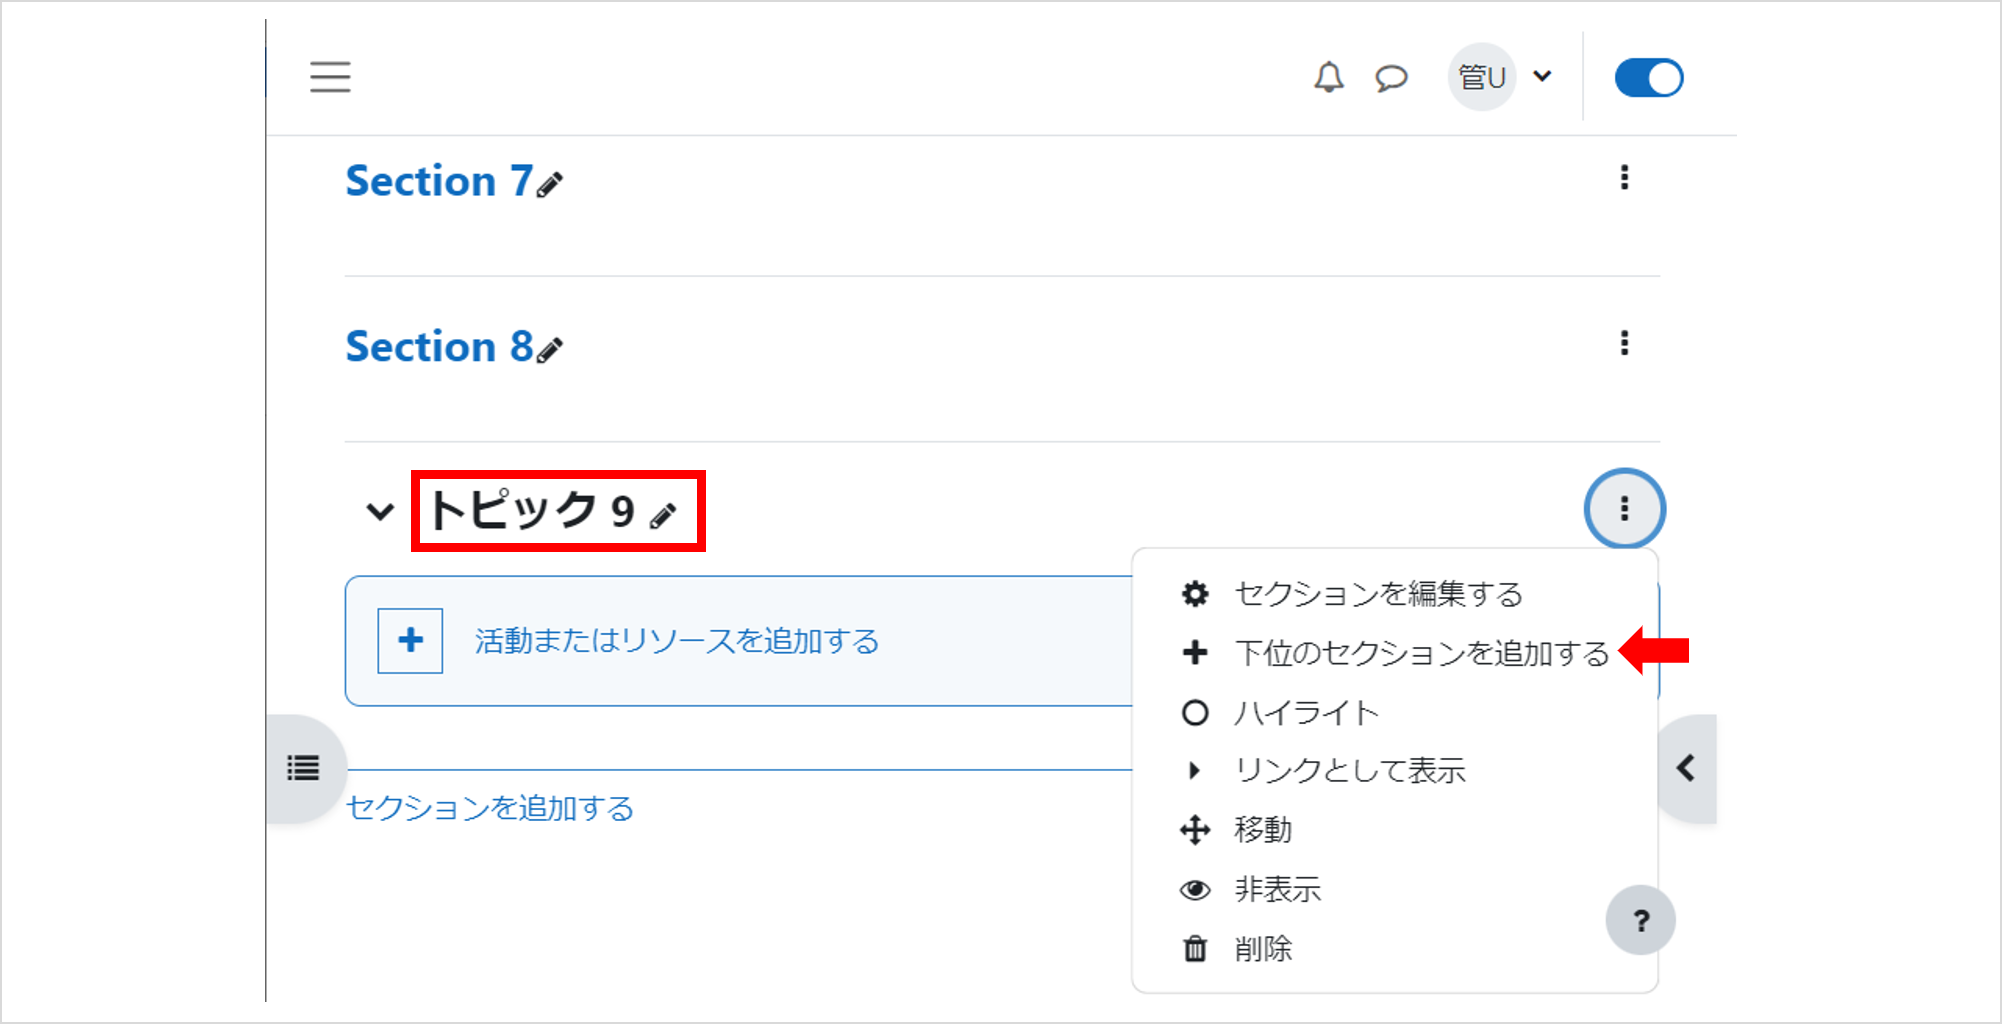 管U
Section 7
Section 8
トピック 9
セクションを編集する
下位のセクションを追加する
ハイライト
リンクとして表示
移動
非表示
削除
活動またはリソースを追加する
セクションを追加する
?